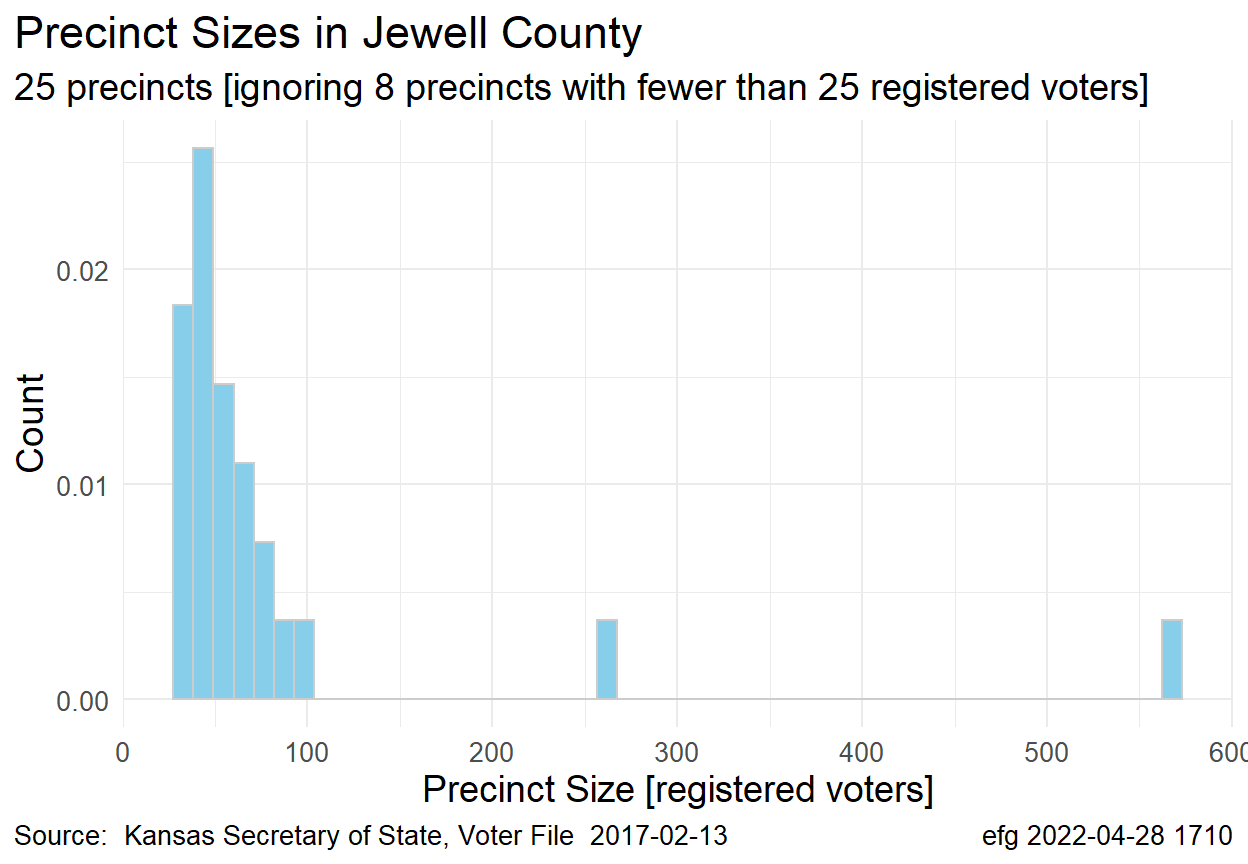 Precinct Sizes in Jewell County
25 precincts [ignoring 8 precincts with fewer than 25 registered voters]
Count
0.02
0.01
0.00
0 100 200 300 400 500 600
Precinct Size [registered voters]
Source:  Kansas Secretary of State, Voter File  2017-02-13
efg 2022-04-28 1710